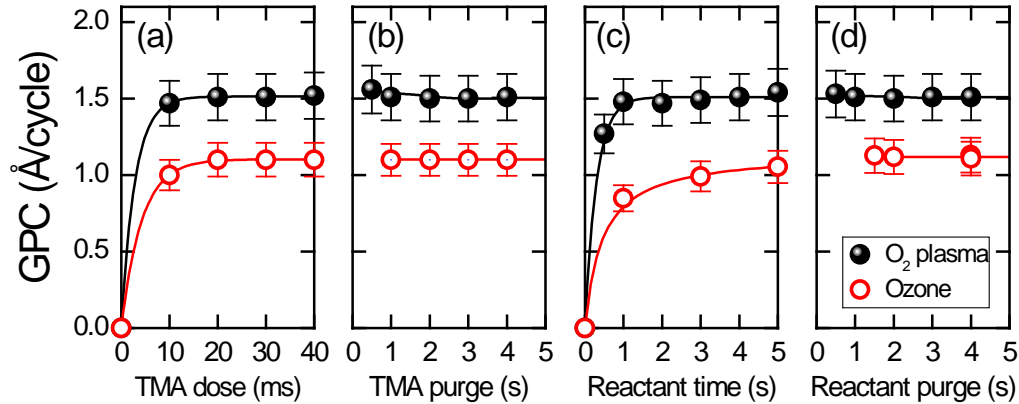 GPC (Å/cycle)
2.0
1.5
1.0
0.5
0.0
(a)
0 10 20 30 40
TMA dose (ms)
(b)
0 1 2 3 4 5
TMA purge (s)
(c)
0 1 2 3 4 5
Reactant time (s)
(d)
O₂ plasma
Ozone
0 1 2 3 4 5
Reactant purge (s)